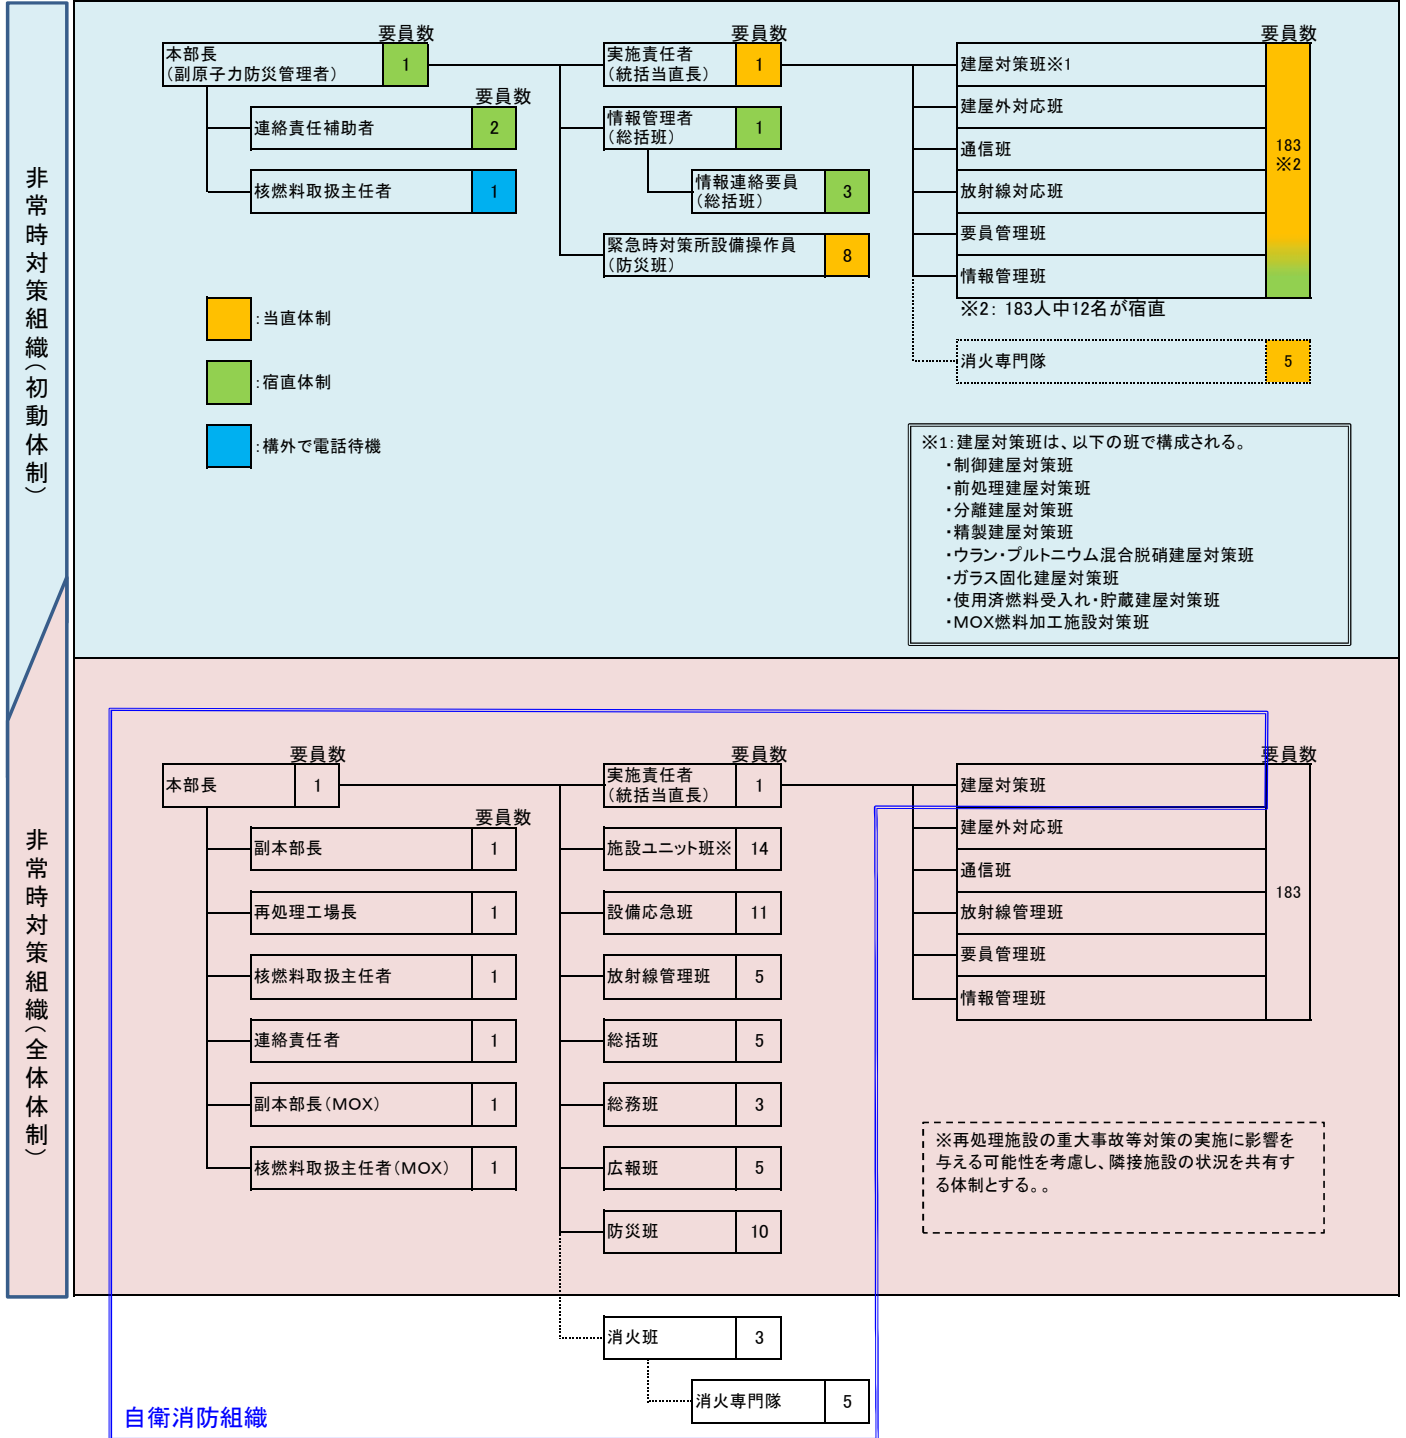 非常時対策組織（初動体制）
要員数
本部長
（副原子力防災管理者）
1
要員数
連絡責任補助者
2
核燃料取扱主任者
1
要員数
実施責任者
（統括当直長）
1
情報管理者
（総括班）
1
情報連絡要員
（総括班）
3
緊急時対策所設備操作員
（防災班）
8
要員数
建屋対策班※1
建屋外対応班
通信班
放射線対応班
要員管理班
情報管理班
183
※2
※2： 183人中12名が宿直
消火専門隊
5
：当直体制
：宿直体制
：構外で電話待機
※1：建屋対策班は、以下の班で構成される。
・制御建屋対策班
・前処理建屋対策班
・分離建屋対策班
・精製建屋対策班
・ウラン・プルトニウム混合脱硝建屋対策班
・ガラス固化建屋対策班
・使用済燃料受入れ・貯蔵建屋対策班
・MOX燃料加工施設対策班
非常時対策組織（全体体制）
要員数
本部長
1
要員数
副本部長
1
再処理工場長
1
核燃料取扱主任者
1
連絡責任者
1
副本部長（MOX）
1
核燃料取扱主任者（MOX）
1
要員数
実施責任者
（統括当直長）
1
施設ユニット班※
14
設備応急班
11
放射線管理班
5
総括班
5
総務班
3
広報班
5
防災班
10
消火班
3
消火専門隊
5
要員数
建屋対策班
建屋外対応班
通信班
放射線管理班
要員管理班
情報管理班
183
※再処理施設の重大事故等対策の実施に影響を
与える可能性を考慮し、隣接施設の状況を共有す
る体制とする。。
自衛消防組織